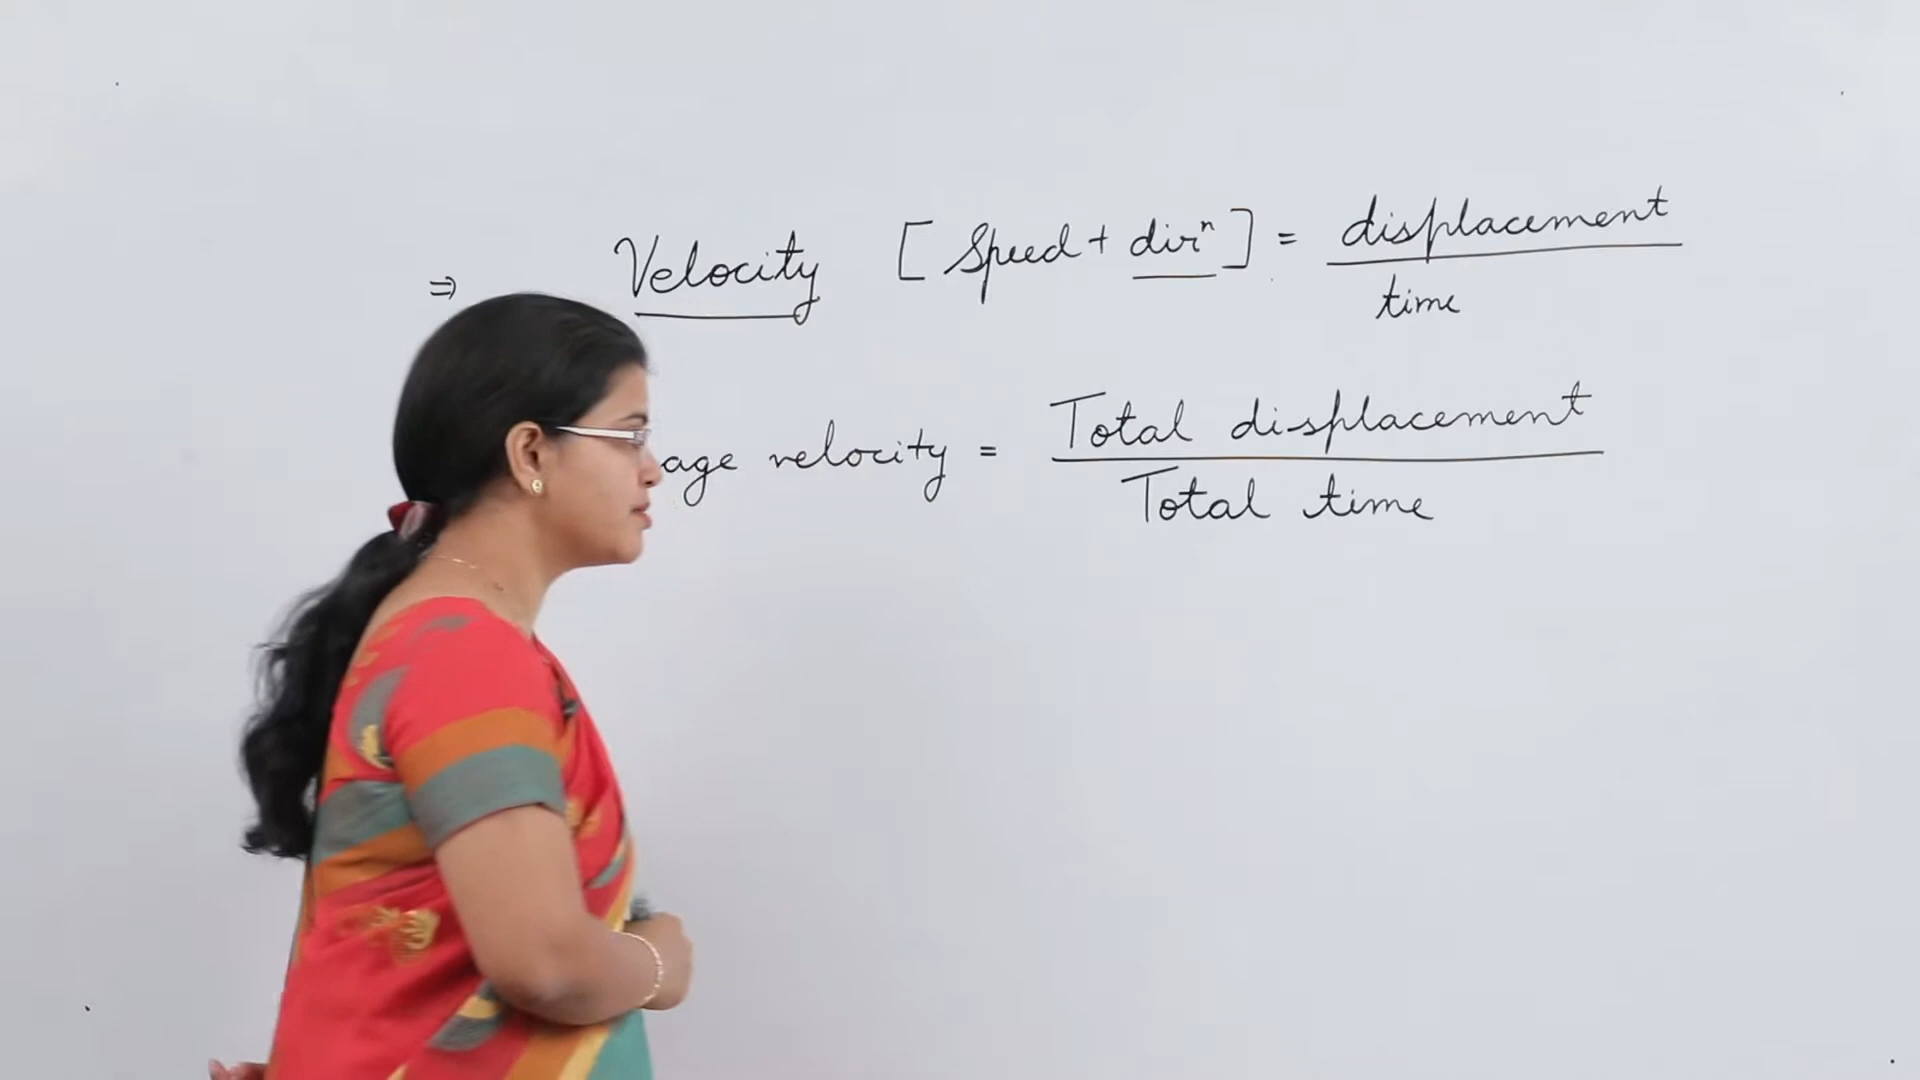 ⇒ Velocity [Speed + dirⁿ] = displacement / time
age velocity = Total displacement / Total time